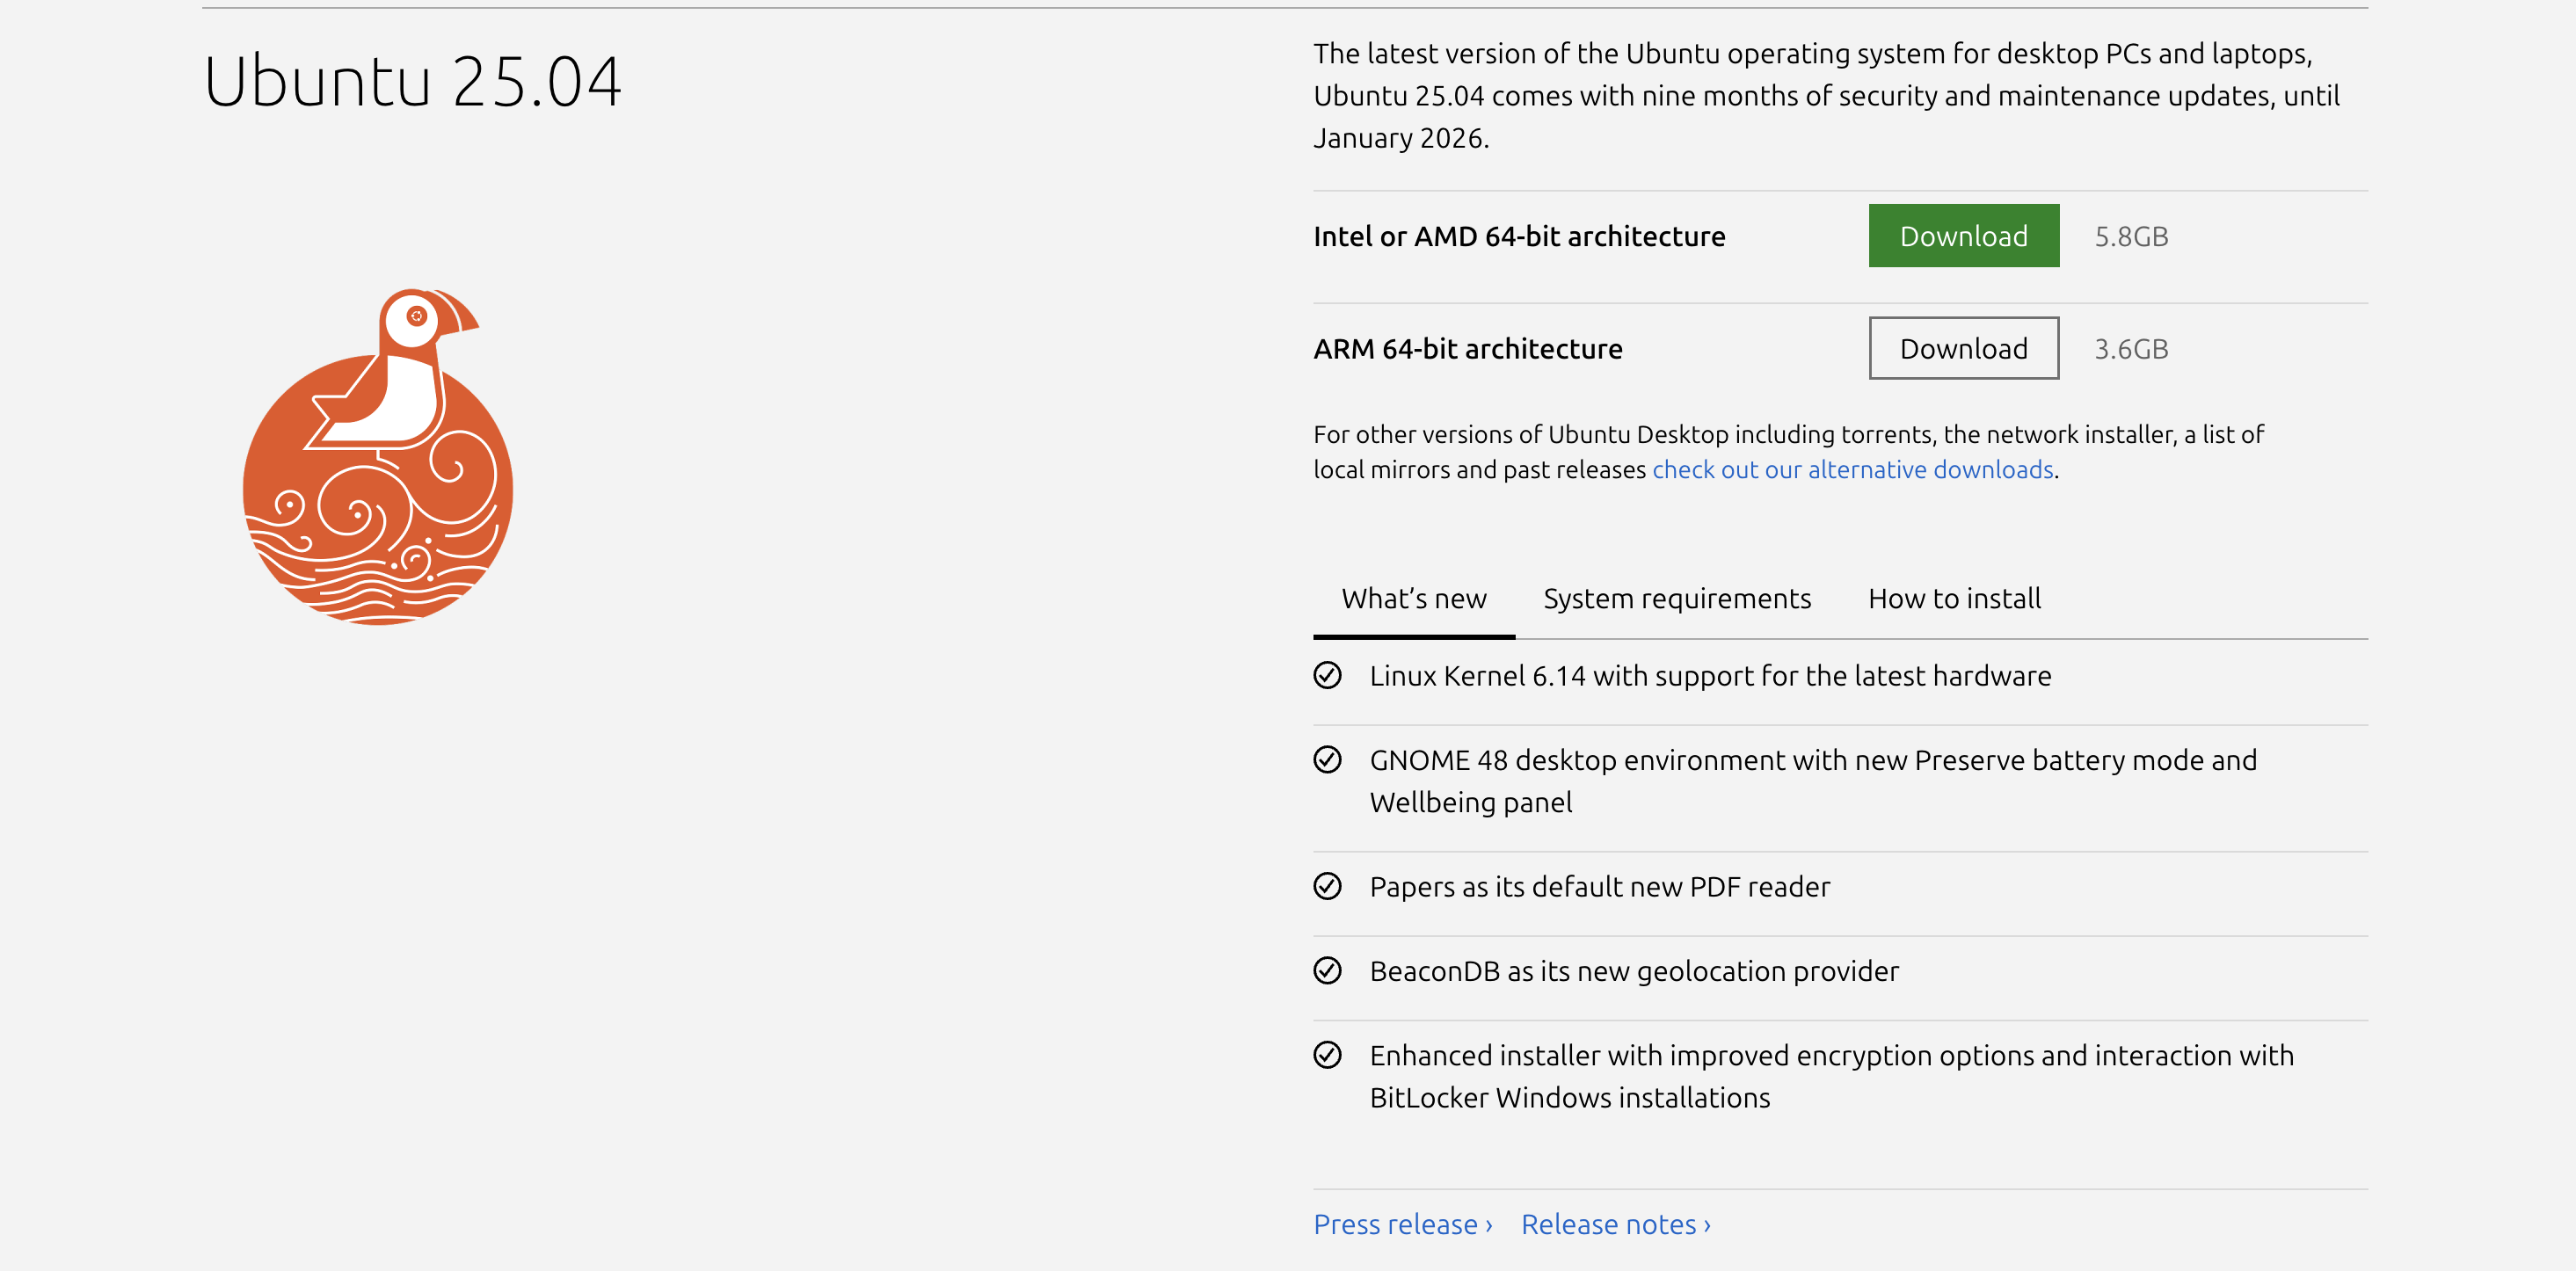 Ubuntu 25.04
The latest version of the Ubuntu operating system for desktop PCs and laptops,
Ubuntu 25.04 comes with nine months of security and maintenance updates, until
January 2026.
Intel or AMD 64-bit architecture Download 5.8GB
ARM 64-bit architecture Download 3.6GB
For other versions of Ubuntu Desktop including torrents, the network installer, a list of
local mirrors and past releases check out our alternative downloads.
What’s new System requirements How to install
Linux Kernel 6.14 with support for the latest hardware
GNOME 48 desktop environment with new Preserve battery mode and
Wellbeing panel
Papers as its default new PDF reader
BeaconDB as its new geolocation provider
Enhanced installer with improved encryption options and interaction with
BitLocker Windows installations
Press release › Release notes ›